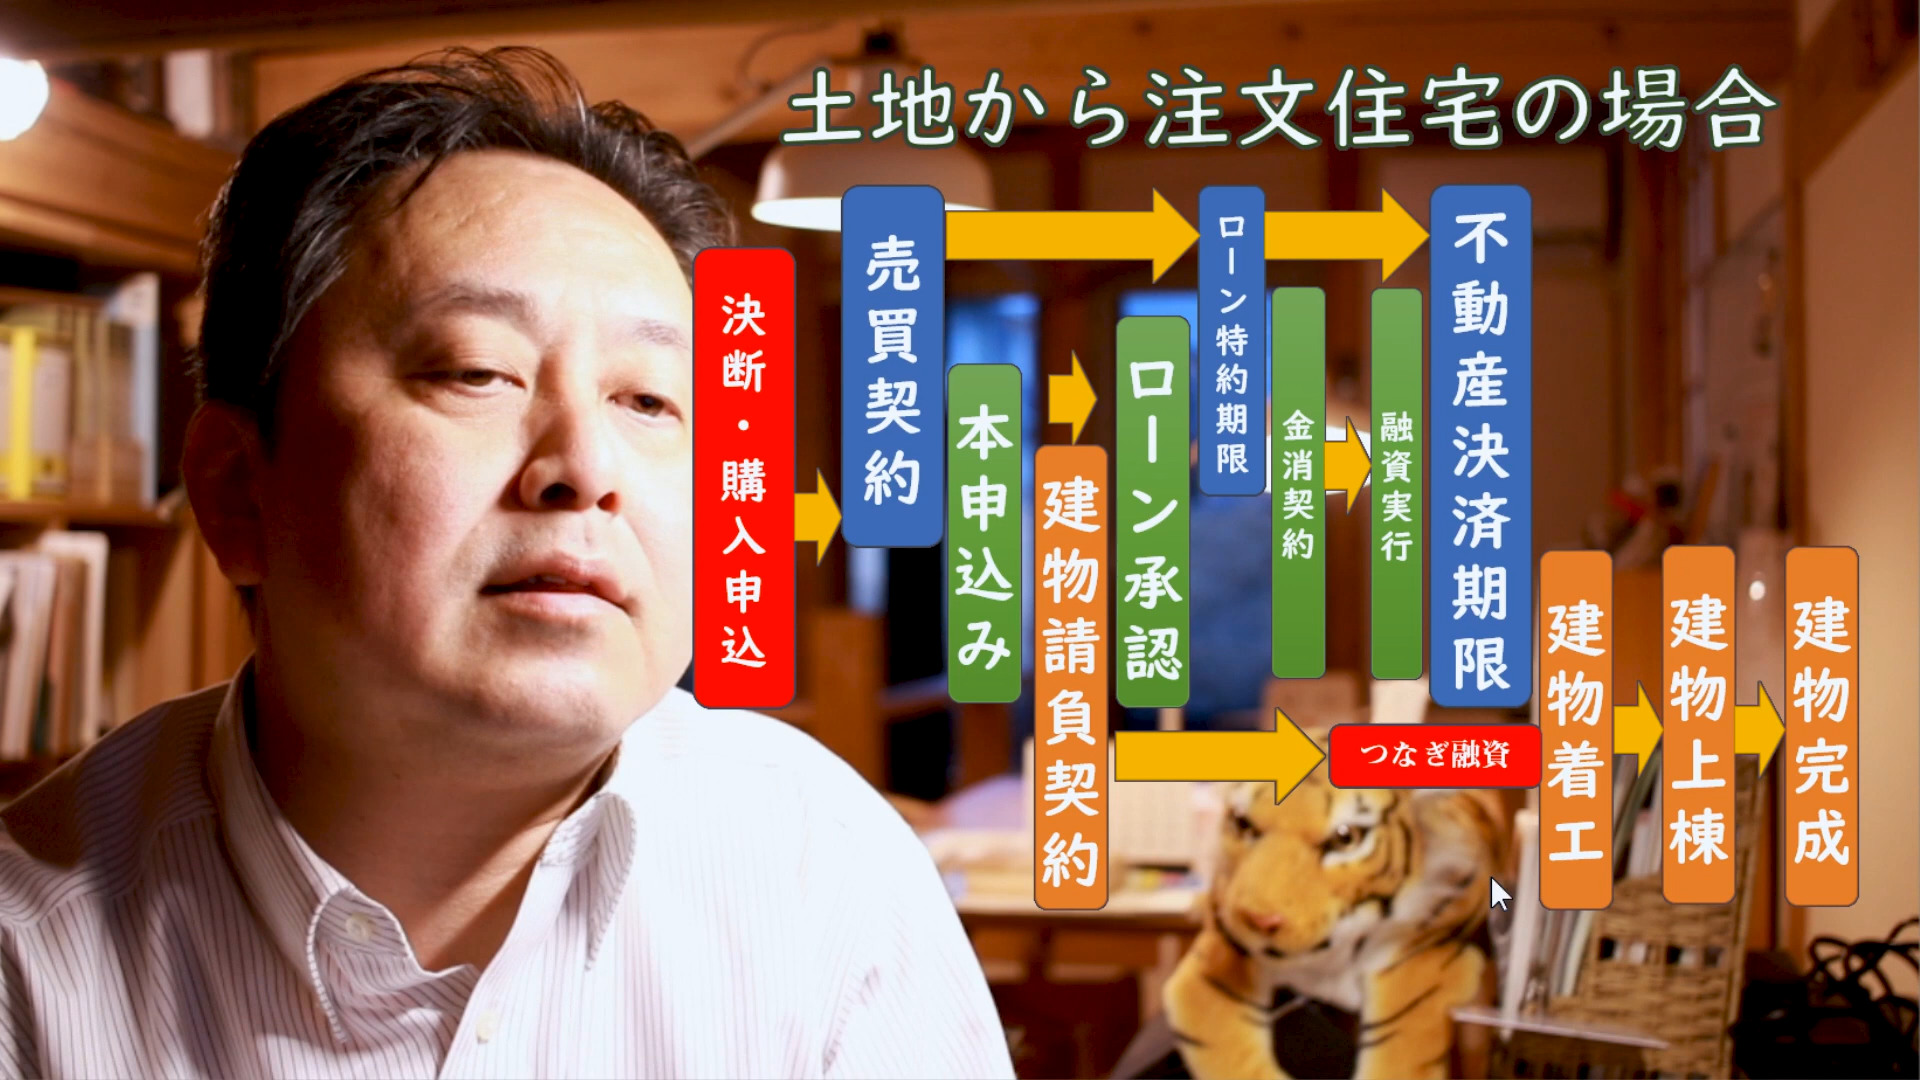 土地から注文住宅の場合
決断・購入申込
売買契約
本申込み
建物請負契約
ローン承認
ローン特約期限
金消契約
融資実行
不動産決済期限
つなぎ融資
建物着工
建物上棟
建物完成